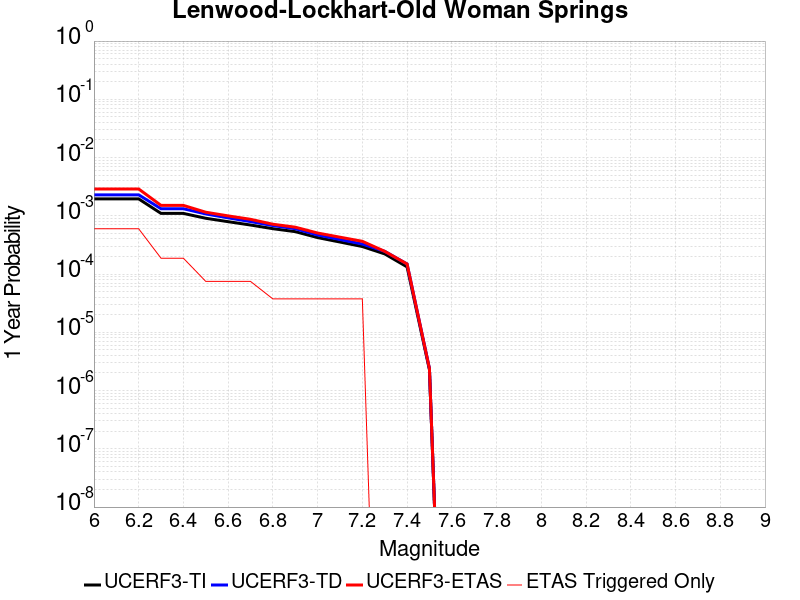 Lenwood-Lockhart-Old Woman Springs
1 Year Probability
10^0
10^-1
10^-2
10^-3
10^-4
10^-5
10^-6
10^-7
10^-8
6 6.2 6.4 6.6 6.8 7 7.2 7.4 7.6 7.8 8 8.2 8.4 8.6 8.8 9
Magnitude
UCERF3-TI UCERF3-TD UCERF3-ETAS ETAS Triggered Only